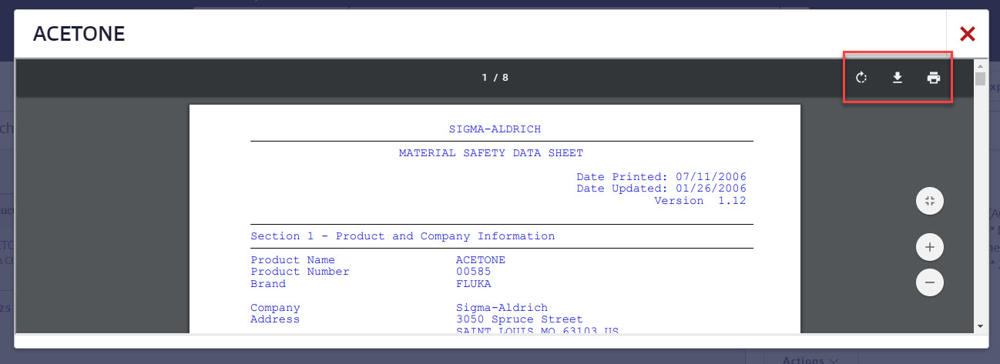 ACETONE
1 / 8
SIGMA-ALDRICH
MATERIAL SAFETY DATA SHEET
Date Printed: 07/11/2006
Date Updated: 01/26/2006
Version 1.12
Section 1 - Product and Company Information
Product Name ACETONE
Product Number 00585
Brand FLUKA
Company Sigma-Aldrich
Address 3050 Spruce Street
SAINT LOUIS MO 63103 US
Actions